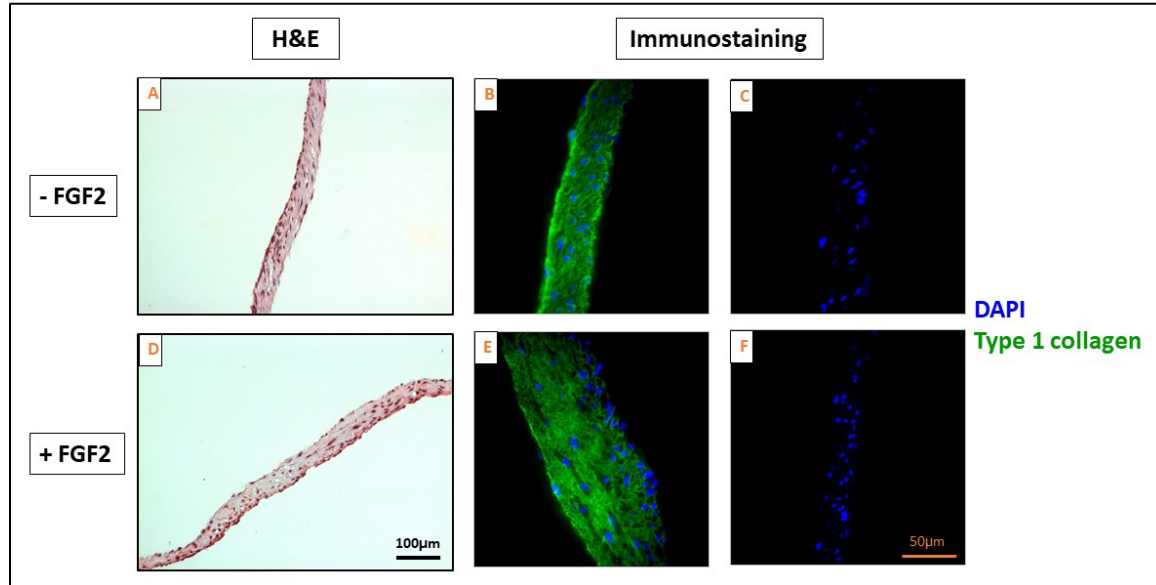 H&E
Immunostaining
A
B
C
- FGF2
DAPI
Type 1 collagen
D
E
F
+ FGF2
100µm
50µm